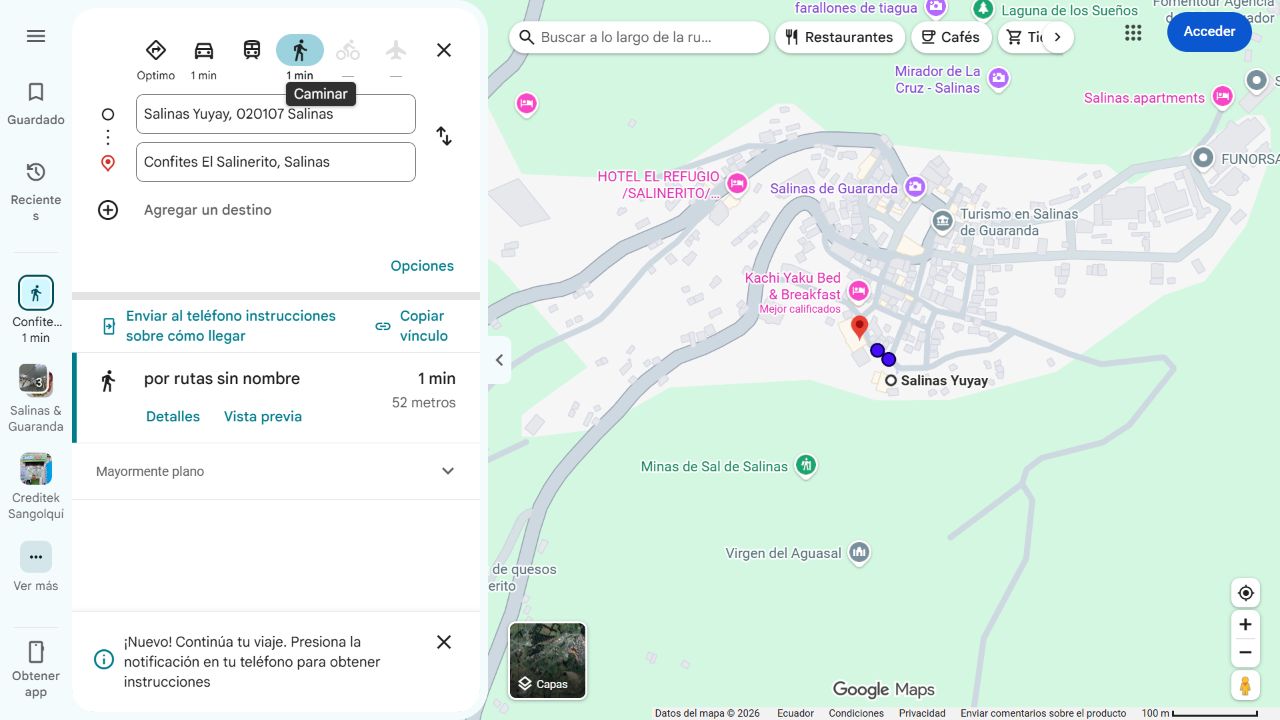 Guardado
Reciente
s
Confite...
1 min
3
Salinas &
Guaranda
Creditek
Sangolquí
Ver más
Obtener
app
Optimo
1 min
1 min
—
—
Caminar
Salinas Yuyay, 020107 Salinas
Confites El Salinerito, Salinas
Agregar un destino
Opciones
Enviar al teléfono instrucciones
sobre cómo llegar
Copiar
vínculo
por rutas sin nombre
1 min
52 metros
Detalles
Vista previa
Mayormente plano
¡Nuevo! Continúa tu viaje. Presiona la
notificación en tu teléfono para obtener
instrucciones
Buscar a lo largo de la ru...
Restaurantes
Cafés
Tie
Acceder
farallones de tiagua
Laguna de los Sueños
Fomentour Agencia
Mirador de La
Cruz - Salinas
Salinas.apartments
S
FUNORSA
HOTEL EL REFUGIO
/SALINERITO/...
Salinas de Guaranda
Turismo en Salinas
de Guaranda
Kachi Yaku Bed
& Breakfast
Mejor calificados
Salinas Yuyay
Minas de Sal de Salinas
Virgen del Aguasal
de quesos
erito
Capas
Google Maps
Datos del mapa © 2026
Ecuador
Condiciones
Privacidad
Enviar comentarios sobre el producto
100 m